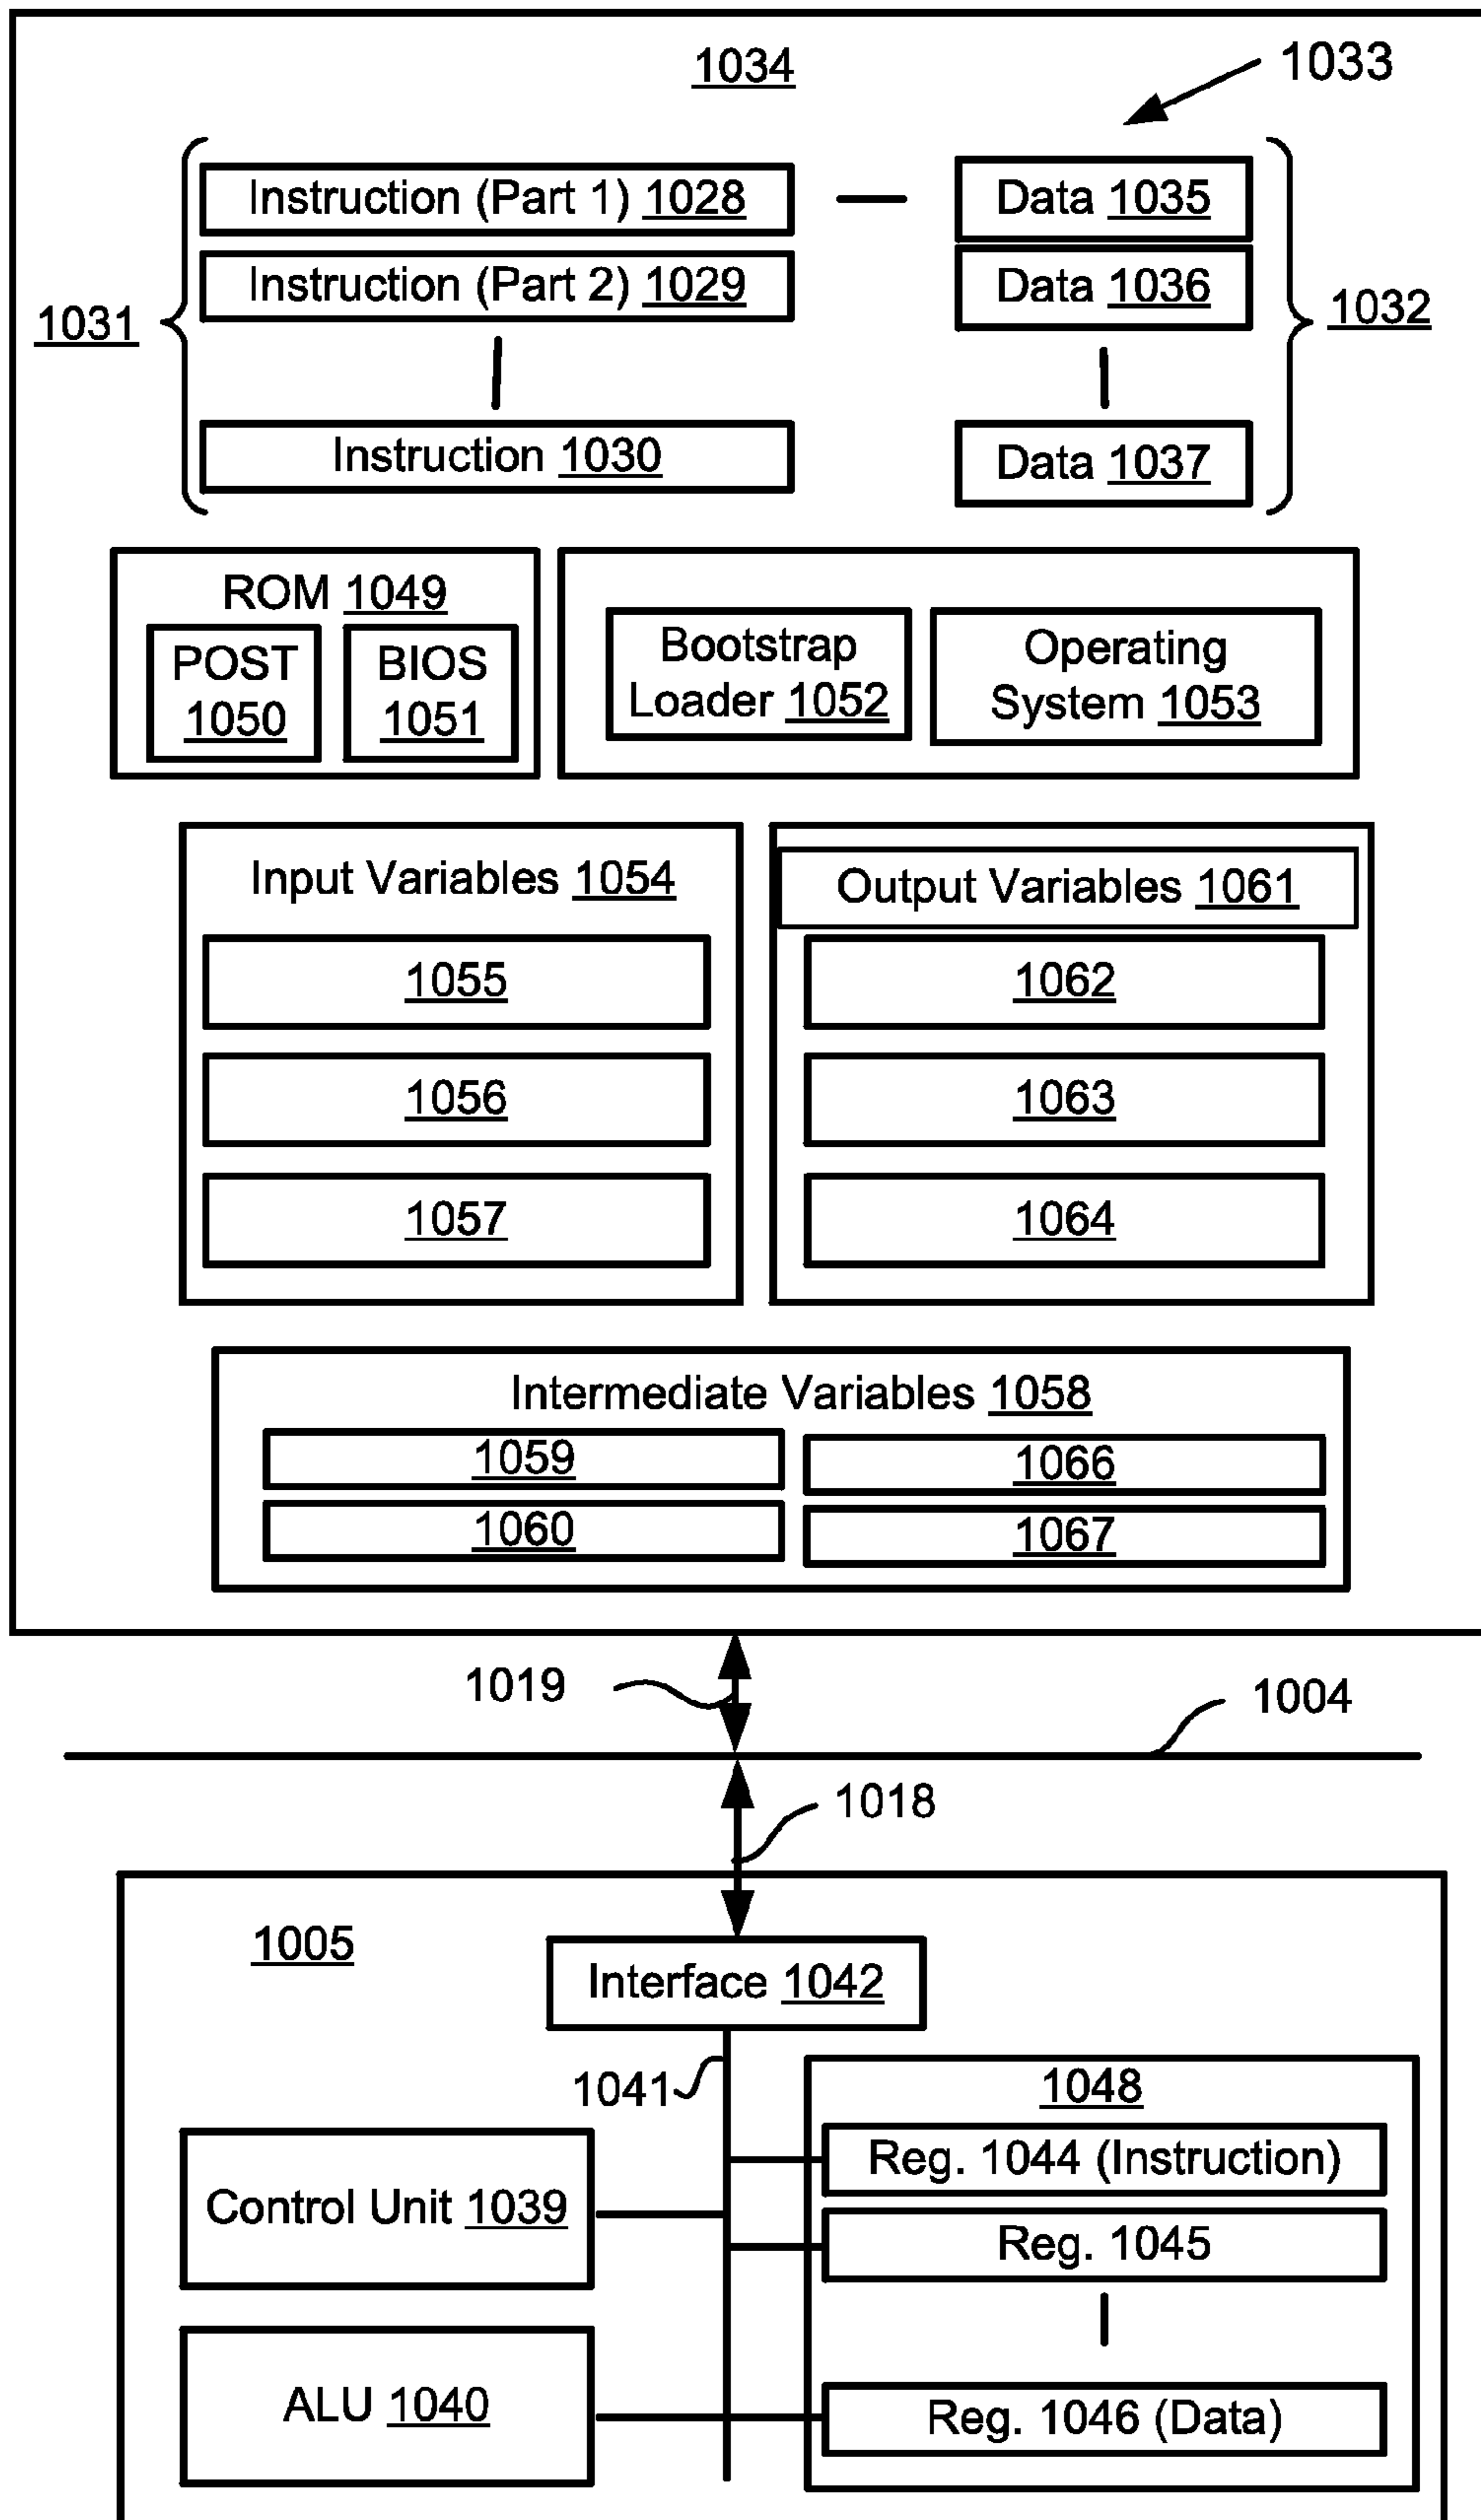 1034
1033
Instruction (Part 1) 1028
Data 1035
Instruction (Part 2) 1029
Data 1036
1031
1032
Instruction 1030
Data 1037
ROM 1049
POST
1050
BIOS
1051
Bootstrap
Loader 1052
Operating
System 1053
Input Variables 1054
1055
1056
1057
Output Variables 1061
1062
1063
1064
Intermediate Variables 1058
1059
1066
1060
1067
1019
1004
1018
1005
Interface 1042
1041
1048
Reg. 1044 (Instruction)
Control Unit 1039
Reg. 1045
ALU 1040
Reg. 1046 (Data)